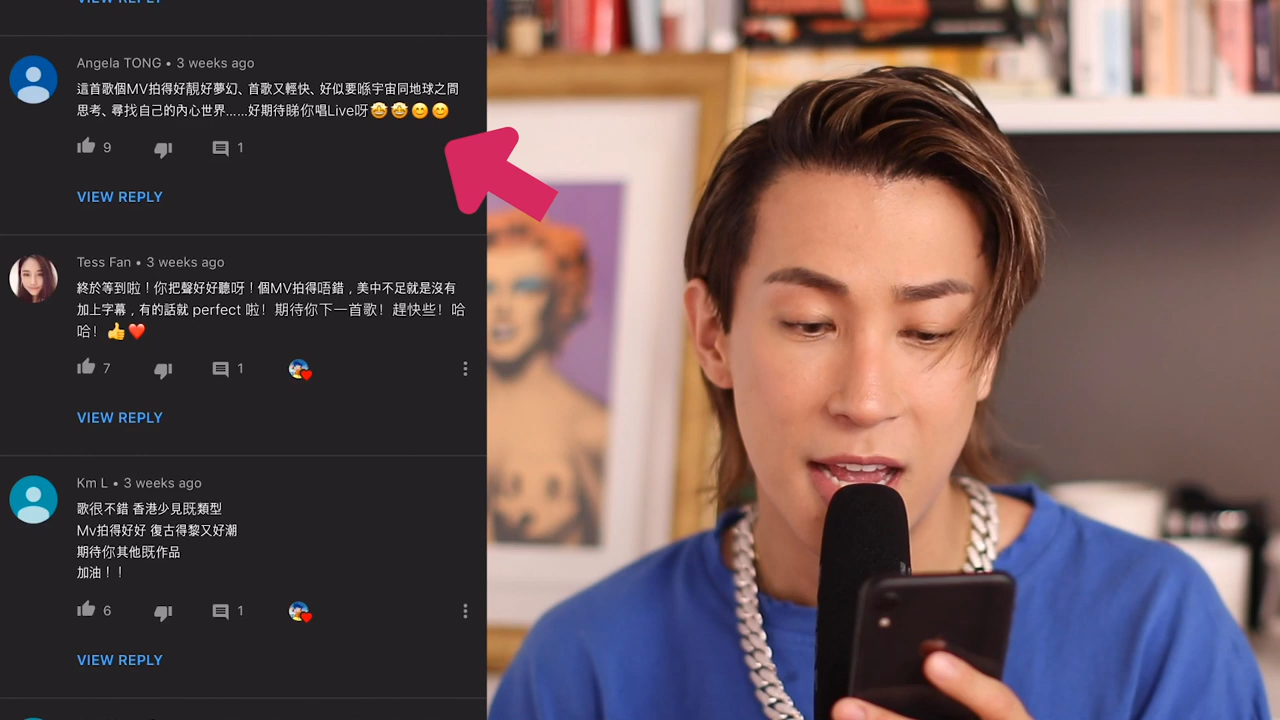 VIEW REPLY
Angela TONG • 3 weeks ago
這首歌個MV拍得好靚好夢幻、首歌又輕快、好似要喺宇宙同地球之間
思考、尋找自己的內心世界......好期待睇你唱Live呀🤩🤩😊😊
9
1
VIEW REPLY
Tess Fan • 3 weeks ago
終於等到啦！你把聲好好聽呀！個MV拍得唔錯，美中不足就是沒有
加上字幕，有的話就 perfect 啦！期待你下一首歌！趕快些！哈
哈！👍❤️
7
1
VIEW REPLY
Km L • 3 weeks ago
歌很不錯 香港少見既類型
Mv拍得好好 復古得黎又好潮
期待你其他既作品
加油！！
6
1
VIEW REPLY